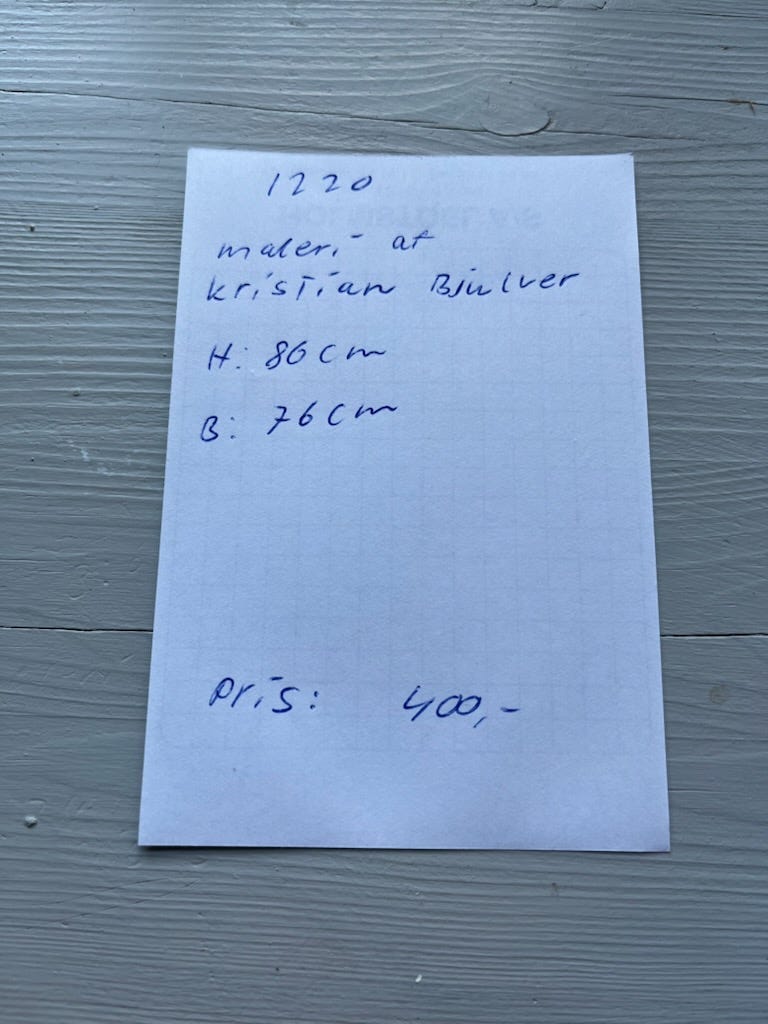 1220
maleri af
kristian Bjulver
H: 86 cm
B: 76 cm
pris: 400,-